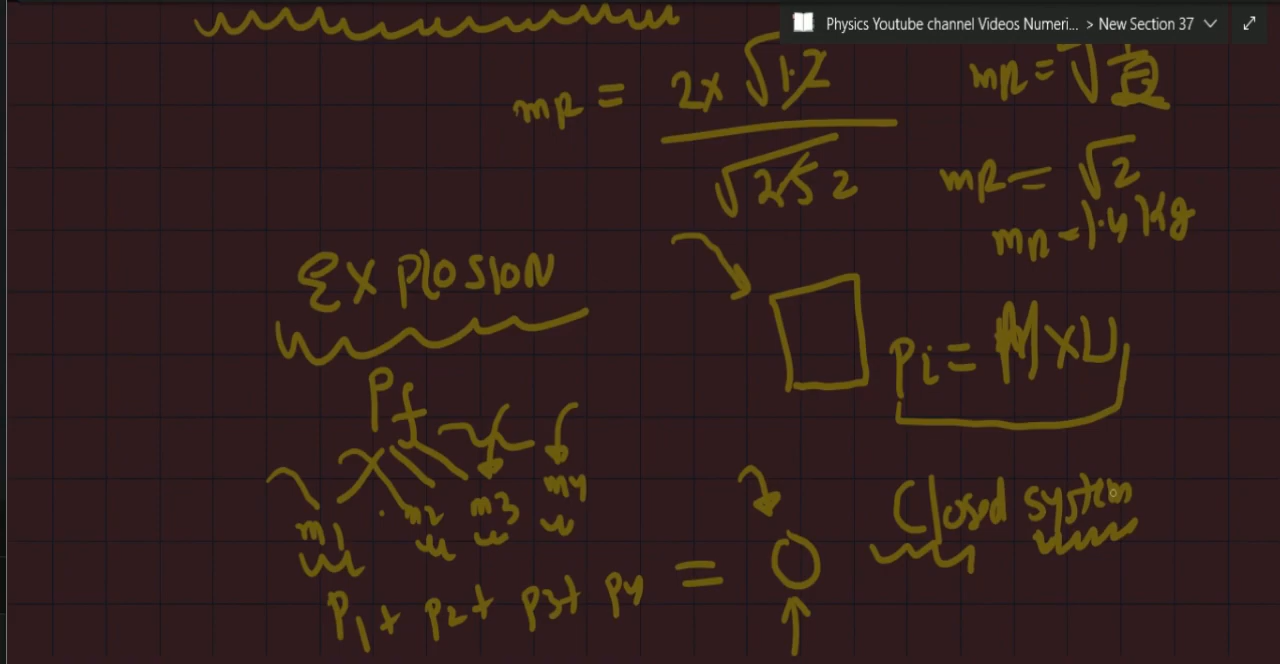 Physics Youtube channel Videos Numeri... > New Section 37
mR = 2x √1.2
√2.5 2
mR = √
mR = √2
mR = 1.4 Kg
EXPLOSION
Pi = M x U
Pf
m1 m2 m3 m4
Closed system
P1 + P2 + P3 + P4 = 0